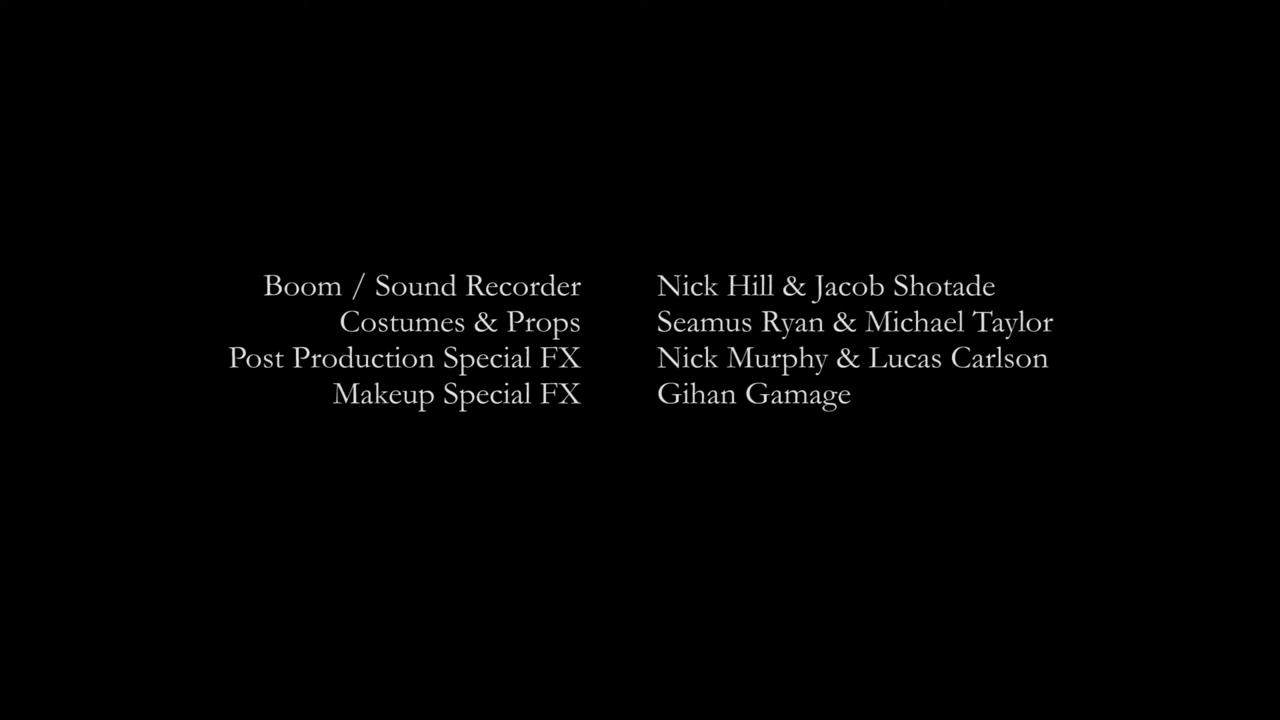 Boom / Sound Recorder Nick Hill & Jacob Shotade
Costumes & Props Seamus Ryan & Michael Taylor
Post Production Special FX Nick Murphy & Lucas Carlson
Makeup Special FX Gihan Gamage